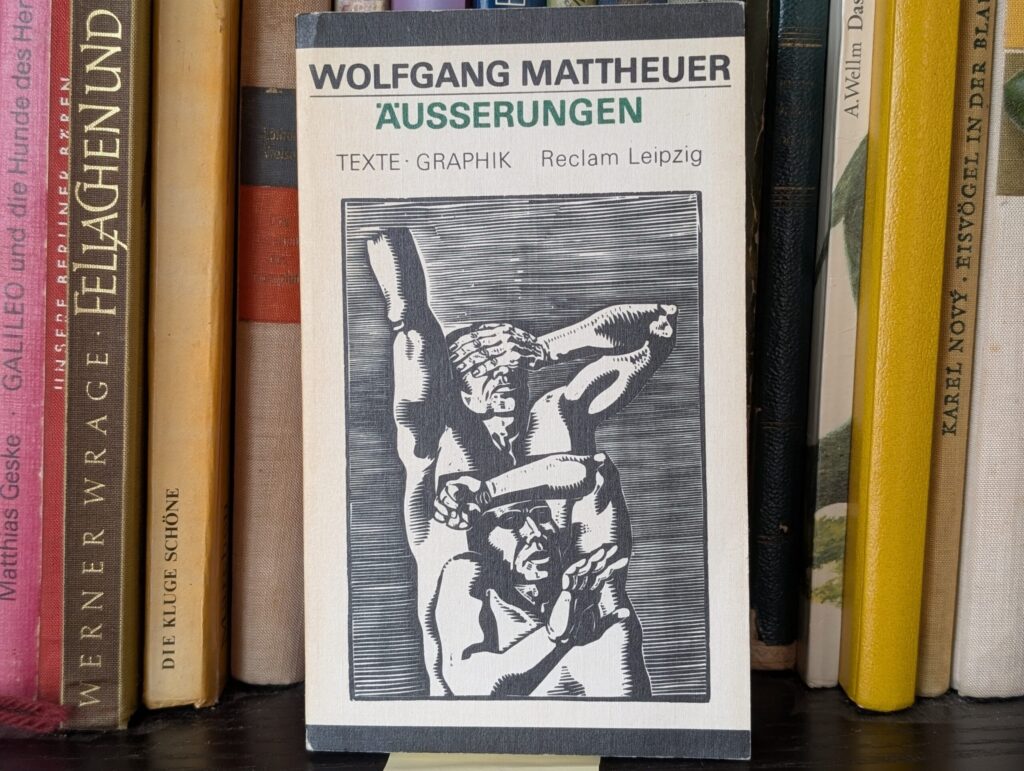 Matthias Geske · GALILEO und die Hunde des Her
UNSERE BERLINER BÄREN
WERNER WRAGE · FELLACHEN UND
DIE KLUGE SCHÖNE
WOLFGANG MATTHEUER
ÄUSSERUNGEN
TEXTE · GRAPHIK Reclam Leipzig
A.Wellm Das
KAREL NOVÝ · EISVÖGEL IN DER BLA